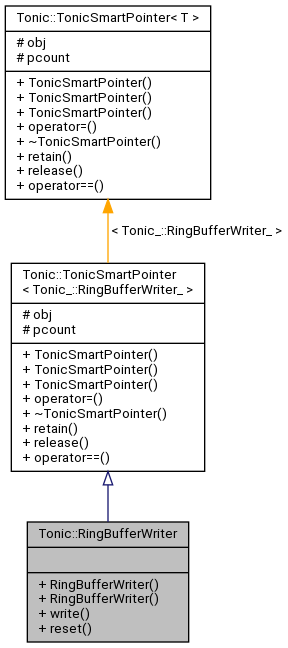 Tonic::TonicSmartPointer< T >
# obj
# pcount
+ TonicSmartPointer()
+ TonicSmartPointer()
+ TonicSmartPointer()
+ operator=()
+ ~TonicSmartPointer()
+ retain()
+ release()
+ operator==()
< Tonic_::RingBufferWriter_ >
Tonic::TonicSmartPointer
< Tonic_::RingBufferWriter_ >
# obj
# pcount
+ TonicSmartPointer()
+ TonicSmartPointer()
+ TonicSmartPointer()
+ operator=()
+ ~TonicSmartPointer()
+ retain()
+ release()
+ operator==()
Tonic::RingBufferWriter
+ RingBufferWriter()
+ RingBufferWriter()
+ write()
+ reset()